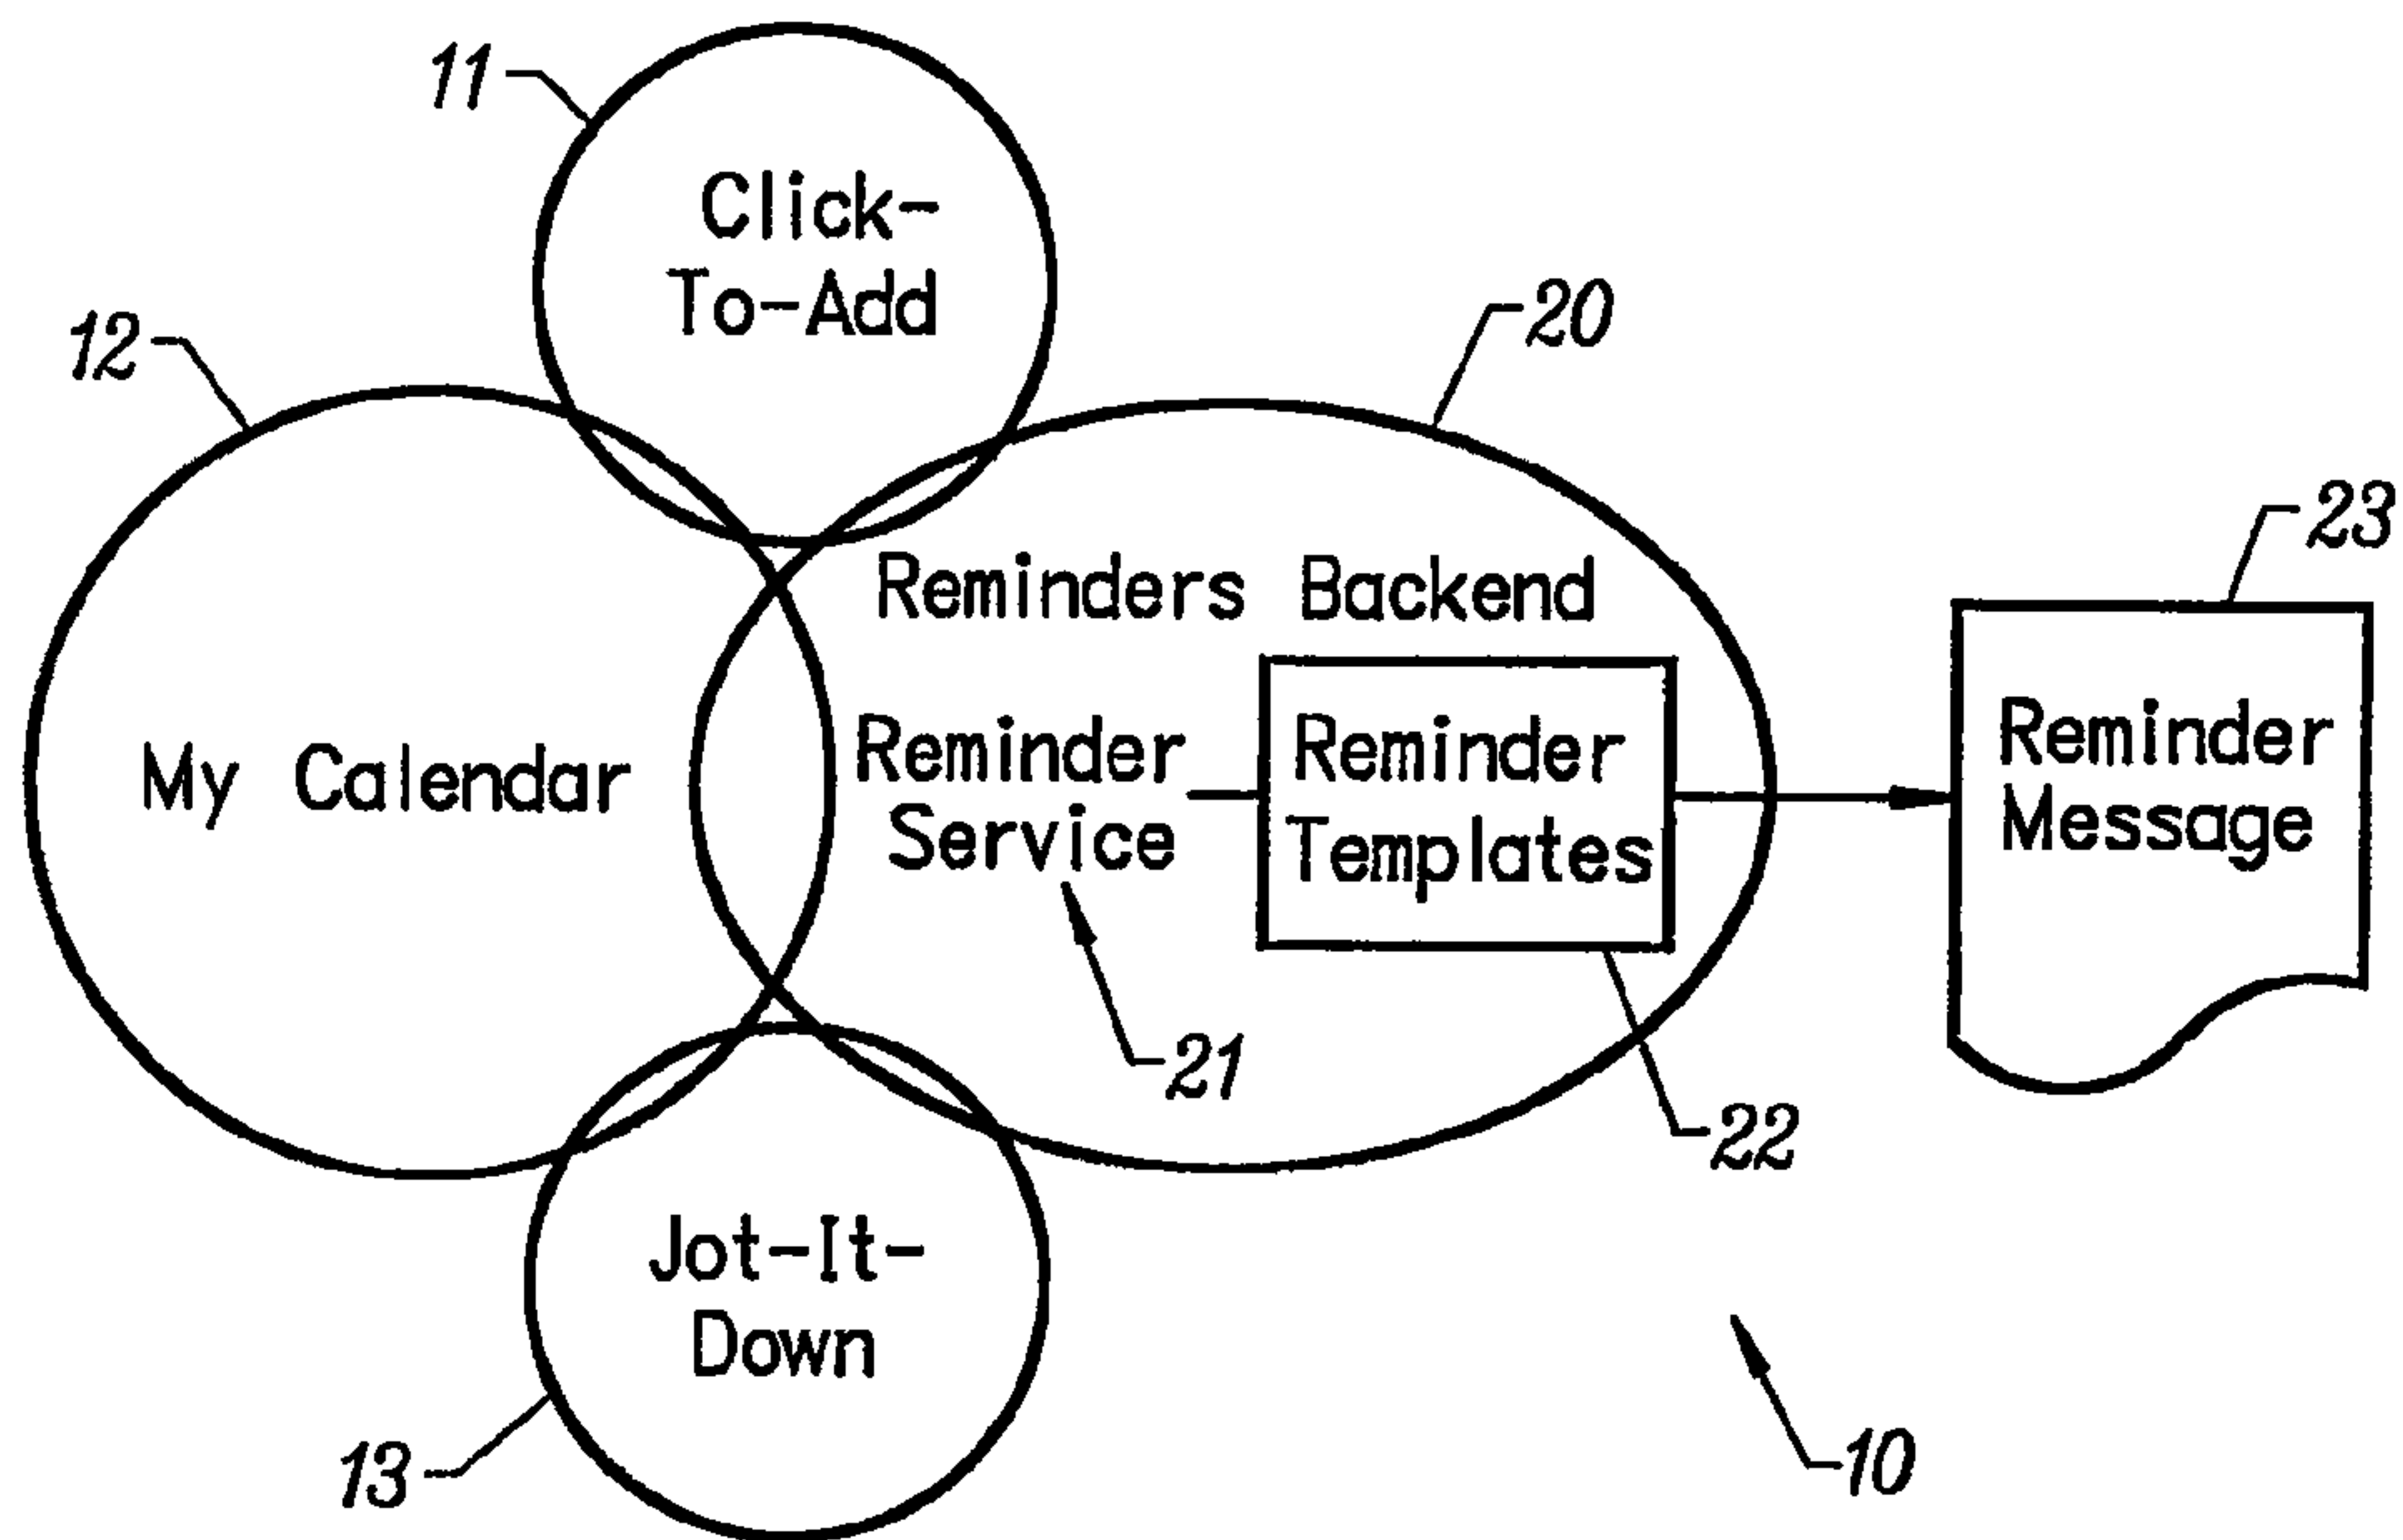 11
Click-
To-Add
12
20
23
Reminders Backend
My Calendar
Reminder
Service
Reminder
Templates
Reminder
Message
21
22
Jot-It-
Down
13
10